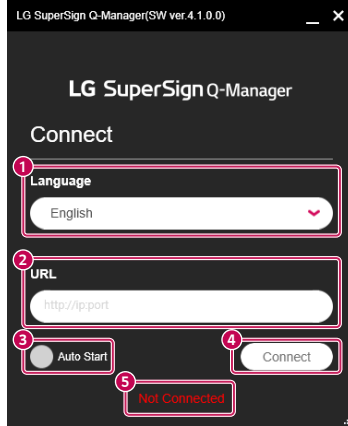 LG SuperSign Q-Manager(SW ver.4.1.0.0)
LG SuperSign Q-Manager
Connect
1
Language
English
2
URL
http://ip:port
3
Auto Start
4
Connect
5
Not Connected